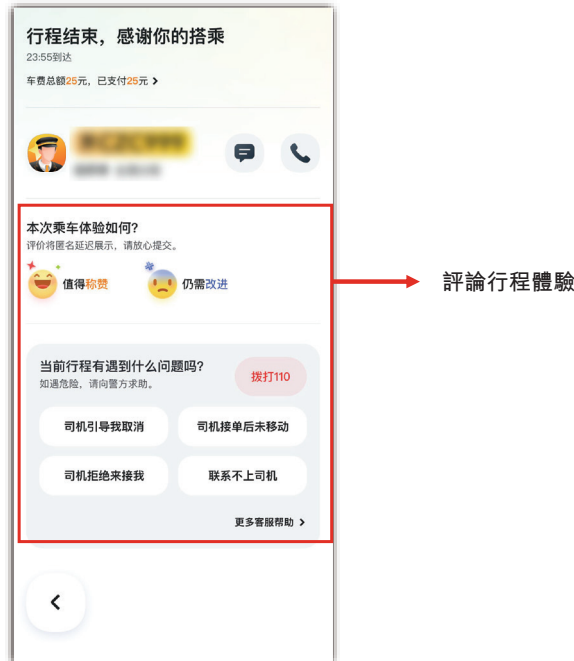 行程结束，感谢你的搭乘
23:55到达
车费总额25元，已支付25元 >
本次乘车体验如何?
评价将匿名延迟展示，请放心提交。
值得称赞 仍需改进
評論行程體驗
当前行程有遇到什么问题吗?
如遇危险，请向警方求助。
拨打110
司机引导我取消 司机接单后未移动
司机拒绝来接我 联系不上司机
更多客服帮助 >